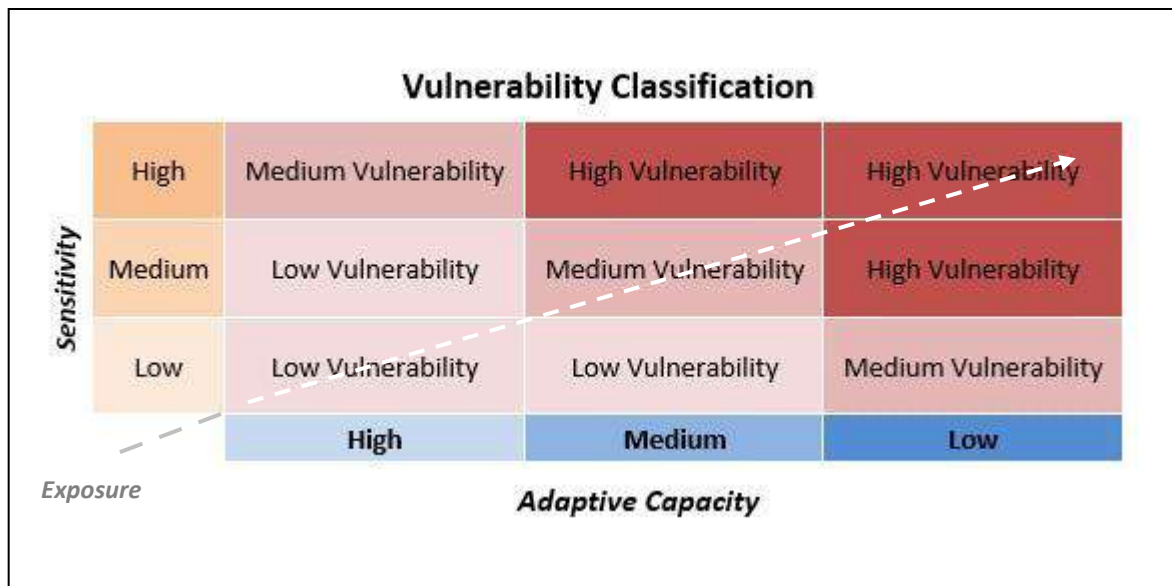 Vulnerability Classification
High Medium Vulnerability High Vulnerability High Vulnerability
Sensitivity
Medium Low Vulnerability Medium Vulnerability High Vulnerability
Low Low Vulnerability Low Vulnerability Medium Vulnerability
High Medium Low
Exposure
Adaptive Capacity